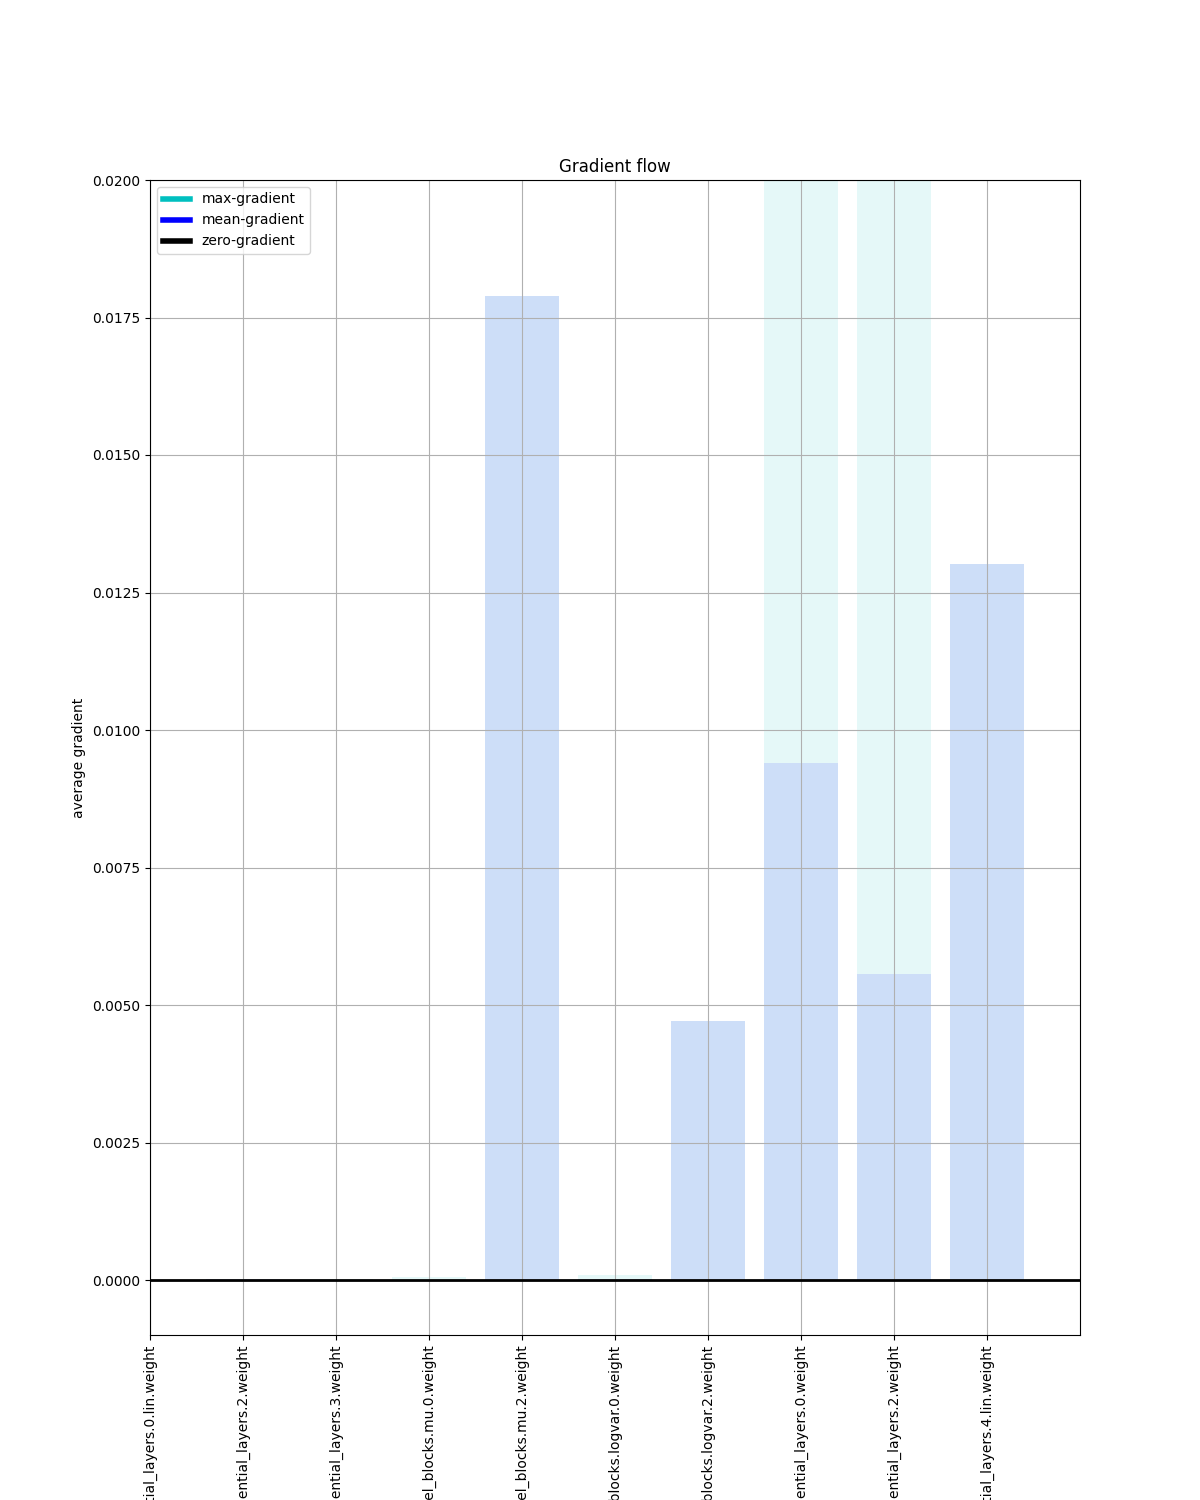 Gradient flow
max-gradient
mean-gradient
zero-gradient
0.0200
0.0175
0.0150
0.0125
0.0100
0.0075
0.0050
0.0025
0.0000
average gradient
tial_layers.0.lin.weight
ential_layers.2.weight
ential_layers.3.weight
el_blocks.mu.0.weight
el_blocks.mu.2.weight
blocks.logvar.0.weight
blocks.logvar.2.weight
ential_layers.0.weight
ential_layers.2.weight
tial_layers.4.lin.weight